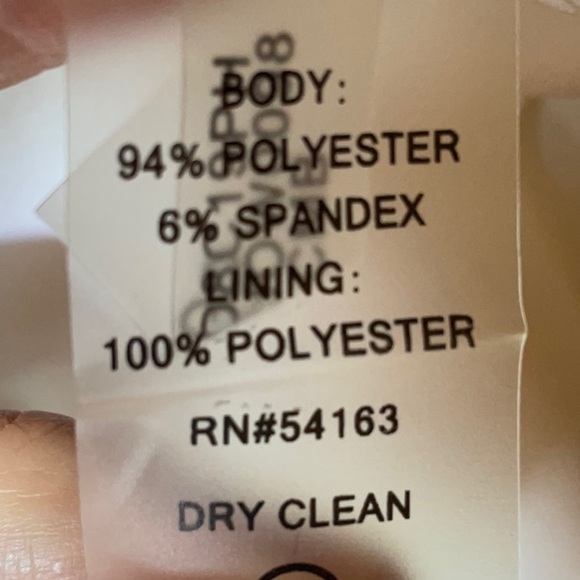 BODY:
94% POLYESTER
6% SPANDEX
LINING:
100% POLYESTER
RN#54163
DRY CLEAN